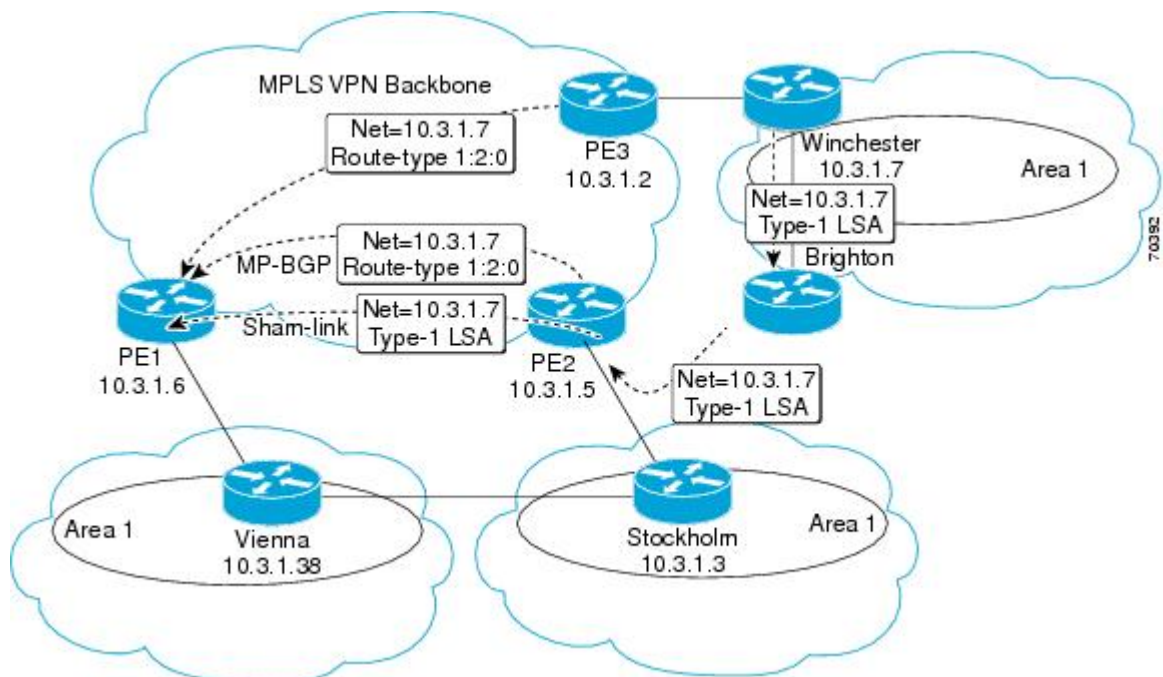 MPLS VPN Backbone
Net=10.3.1.7
Route-type 1:2:0
PE3
10.3.1.2
Winchester
10.3.1.7
Area 1
Net=10.3.1.7
Type-1 LSA
Brighton
70392
Net=10.3.1.7
Route-type 1:2:0
MP-BGP
Sham-link
Net=10.3.1.7
Type-1 LSA
PE1
10.3.1.6
PE2
10.3.1.5
Net=10.3.1.7
Type-1 LSA
Area 1
Vienna
10.3.1.38
Stockholm
10.3.1.3
Area 1